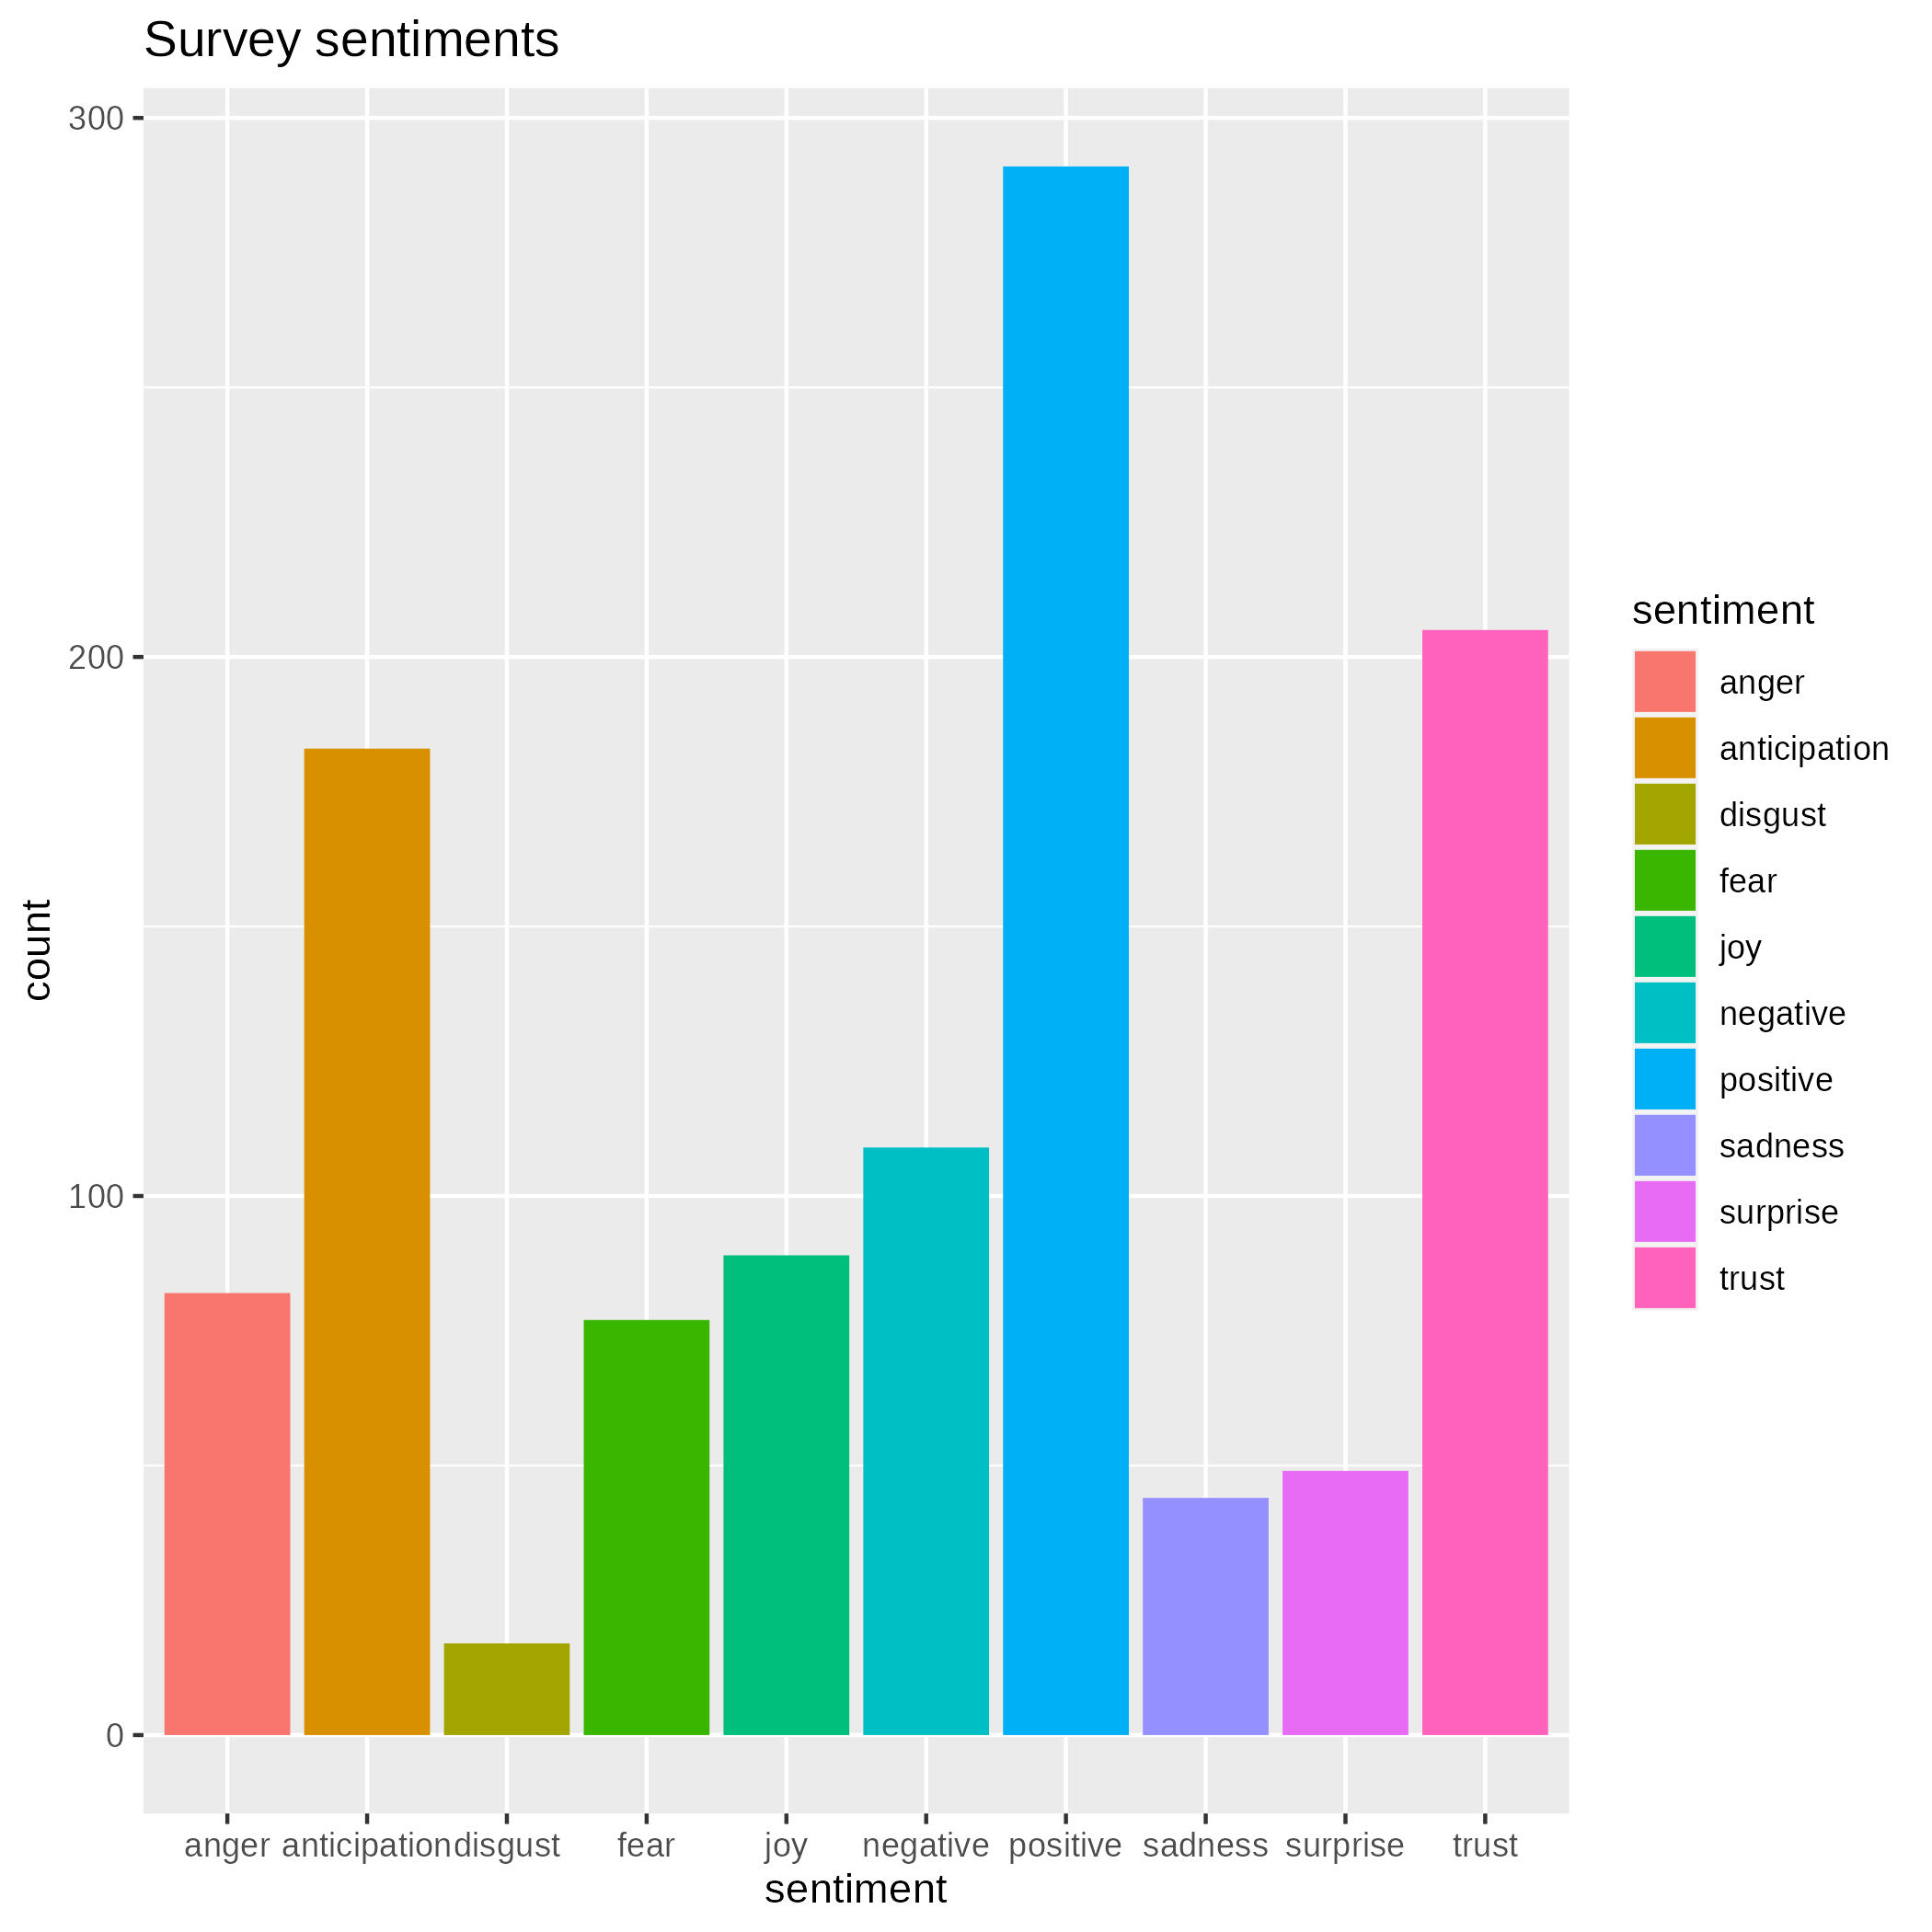 Survey sentiments
300
200
100
0
count
anger anticipation disgust fear joy negative positive sadness surprise trust
sentiment
sentiment
anger
anticipation
disgust
fear
joy
negative
positive
sadness
surprise
trust